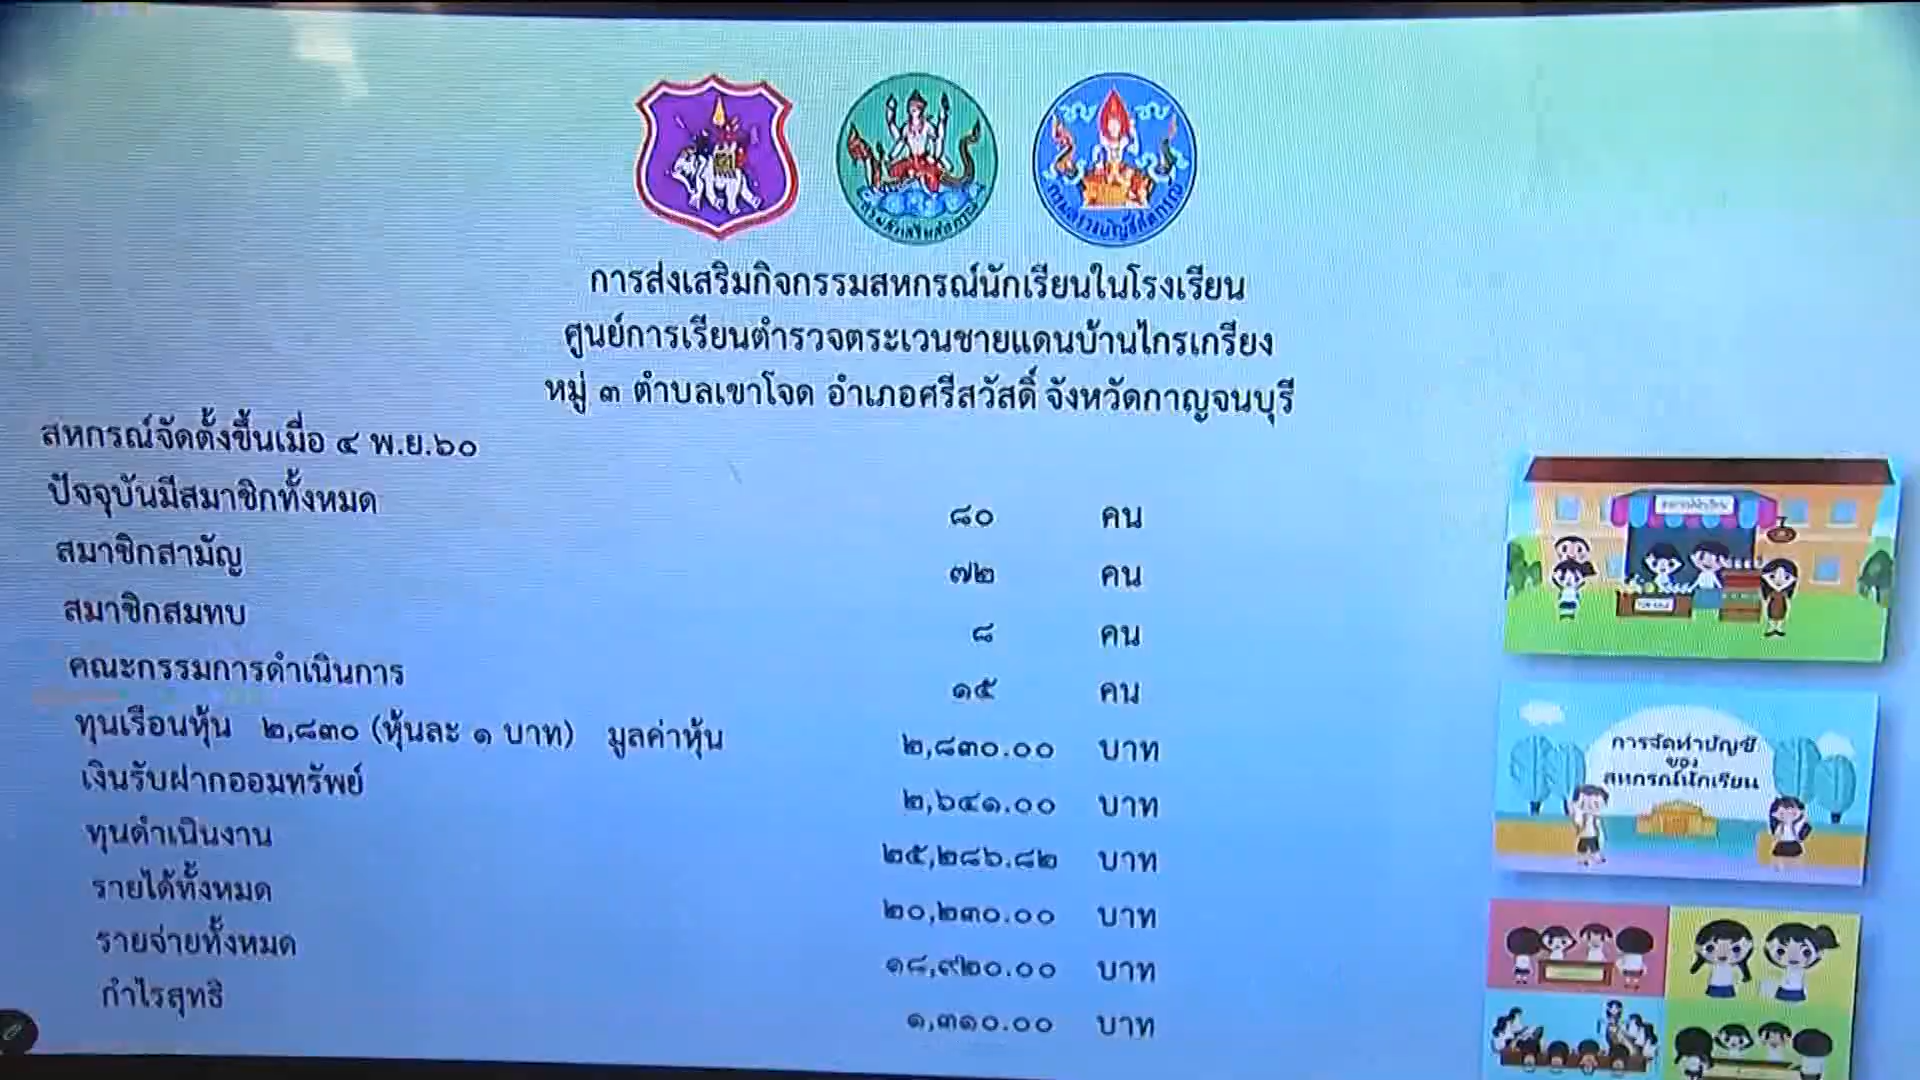 การส่งเสริมกิจกรรมสหกรณ์นักเรียนในโรงเรียน
ศูนย์การเรียนตำรวจตระเวนชายแดนบ้านไกรเกรียง
หมู่ ๓ ตำบลเขาโจด อำเภอศรีสวัสดิ์ จังหวัดกาญจนบุรี
สหกรณ์จัดตั้งขึ้นเมื่อ ๔ พ.ย.๖๐
ปัจจุบันมีสมาชิกทั้งหมด ๘๐ คน
สมาชิกสามัญ ๗๒ คน
สมาชิกสมทบ ๘ คน
คณะกรรมการดำเนินการ ๑๕ คน
ทุนเรือนหุ้น ๒,๘๓๐ (หุ้นละ ๑ บาท) มูลค่าหุ้น ๒,๘๓๐.๐๐ บาท
เงินรับฝากออมทรัพย์ ๒,๖๔๑.๐๐ บาท
ทุนดำเนินงาน ๒๕,๒๘๖.๘๒ บาท
รายได้ทั้งหมด ๒๐,๒๓๐.๐๐ บาท
รายจ่ายทั้งหมด ๑๘,๙๒๐.๐๐ บาท
กำไรสุทธิ ๑,๓๑๐.๐๐ บาท
การจัดทำบัญชี
ของ
สหกรณ์นักเรียน